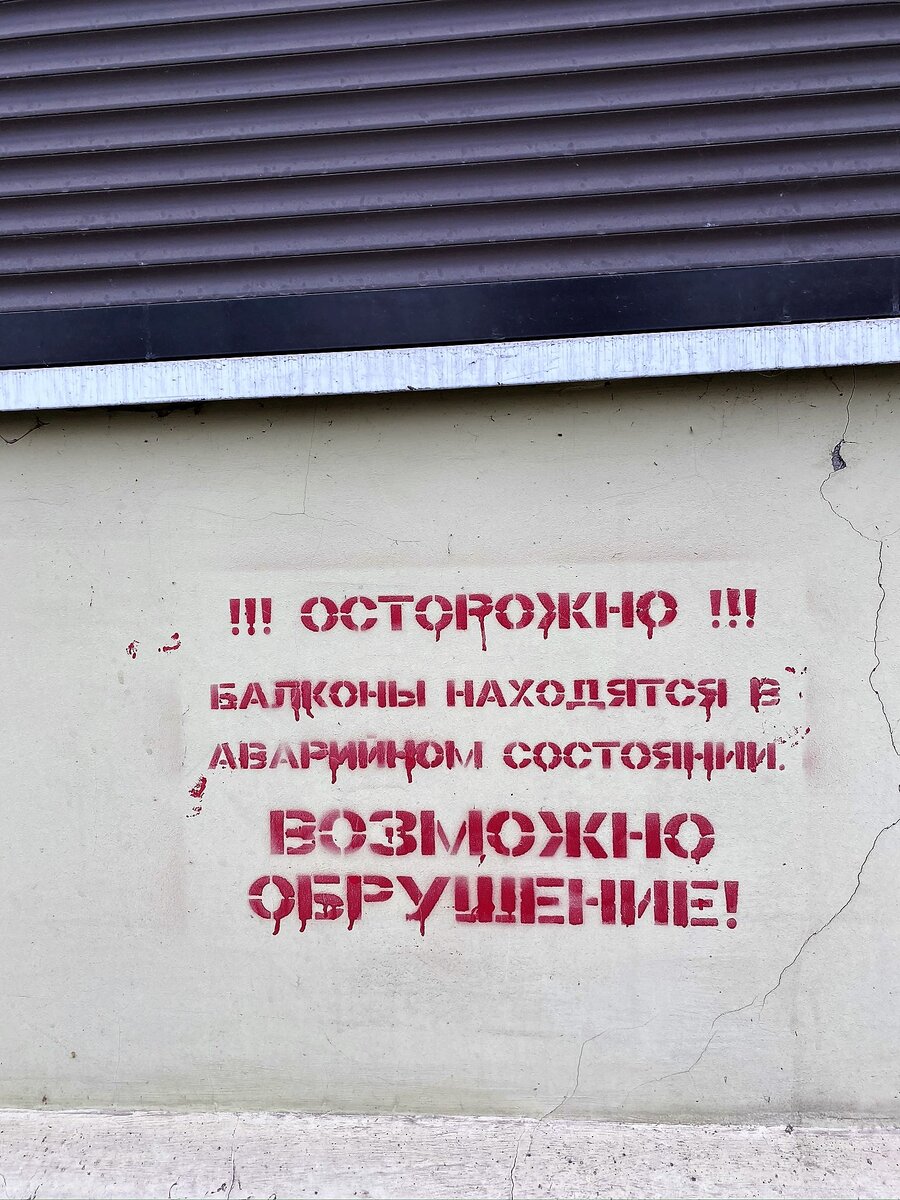 !!! ОСТОРОЖНО !!!
БАЛКОНЫ НАХОДЯТСЯ В
АВАРИЙНОМ СОСТОЯНИИ.
ВОЗМОЖНО
ОБРУШЕНИЕ!